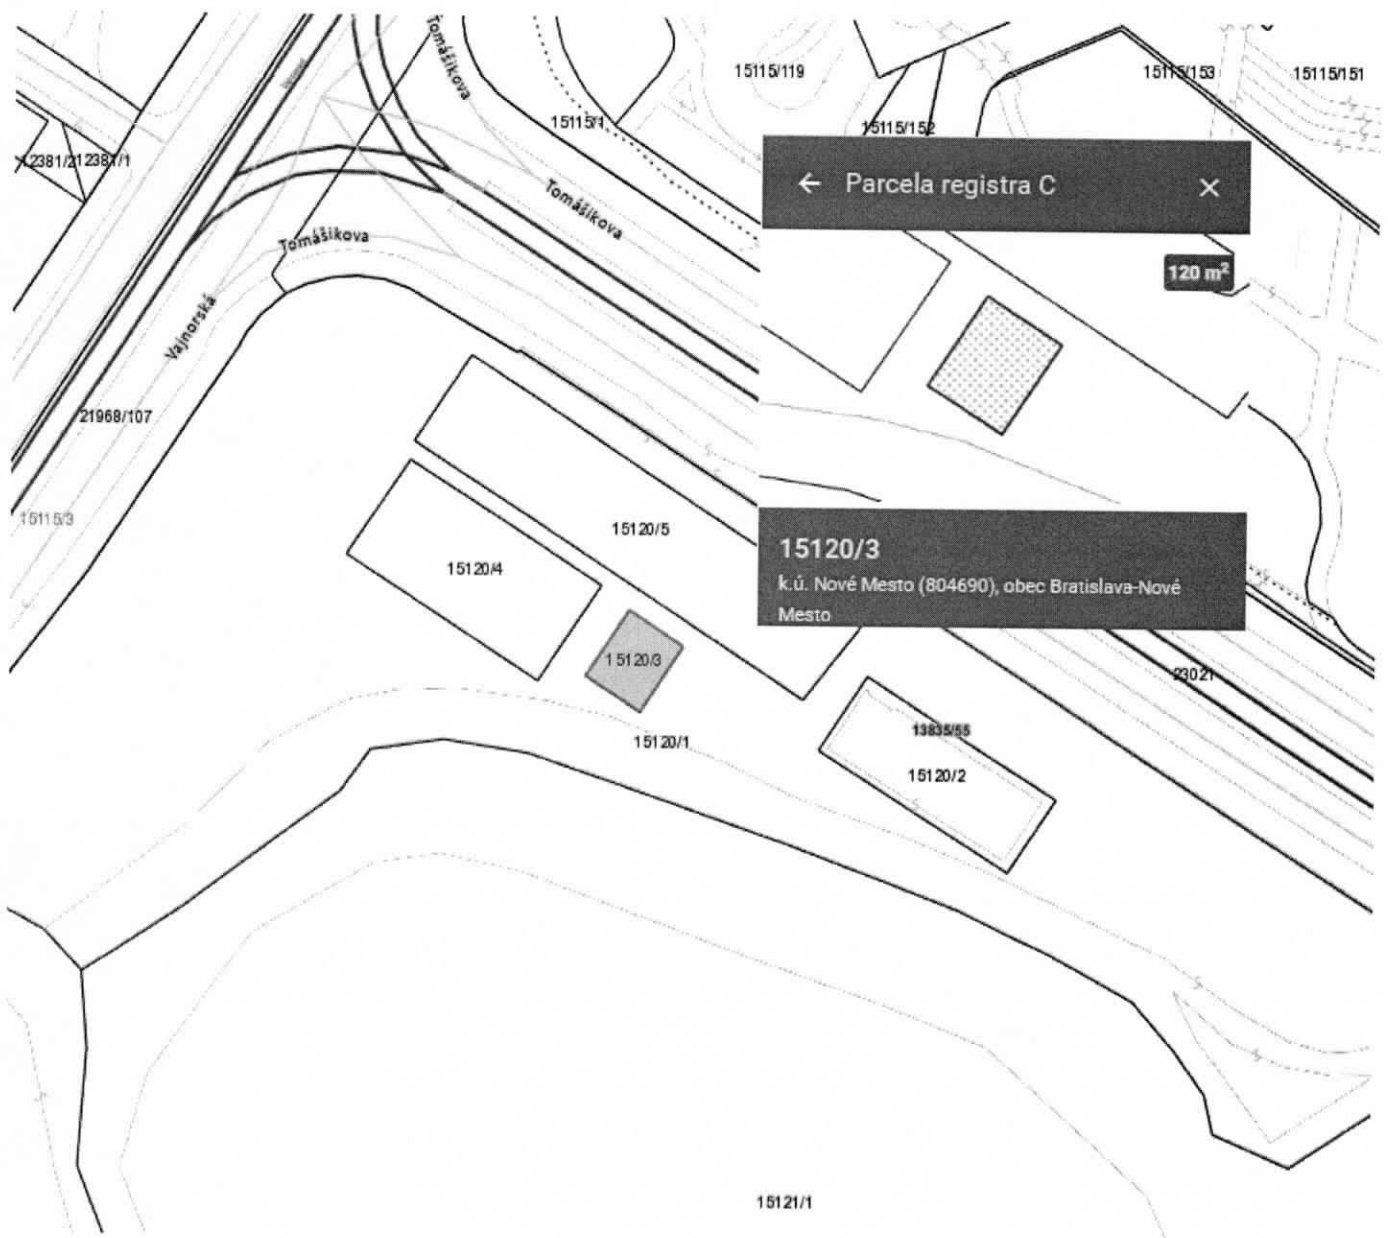 Tomášikova
15115/119
15115/153
15115/151
15115/1
15115/152
12381/2
12381/1
Parcela registra C
Tomášikova
Tomášikova
120 m²
Vajnorská
21968/107
15115/3
15120/5
15120/4
15120/3
k.ú. Nové Mesto (804690), obec Bratislava-Nové
Mesto
15120/3
23021
15120/1
13835/55
15120/2
15121/1